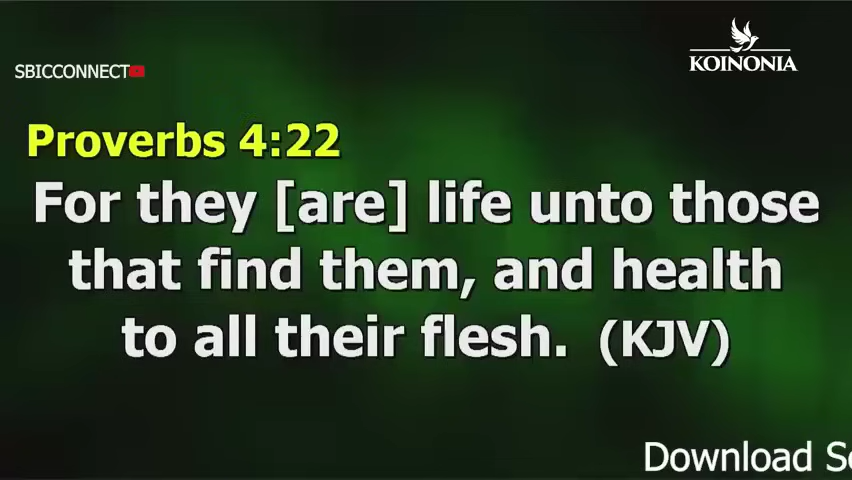 KOINONIA
SBICCONNECT
Proverbs 4:22
For they [are] life unto those
that find them, and health
to all their flesh. (KJV)
Download